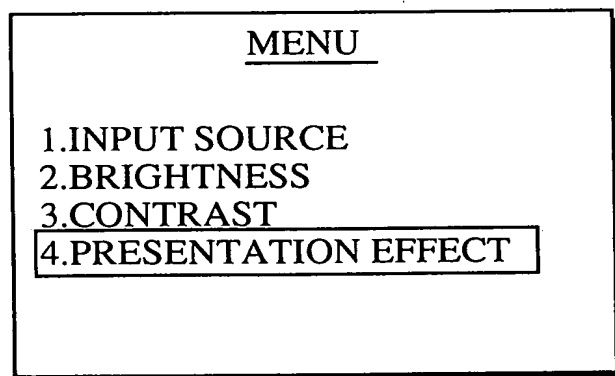 MENU
1.INPUT SOURCE
2.BRIGHTNESS
3.CONTRAST
4.PRESENTATION EFFECT